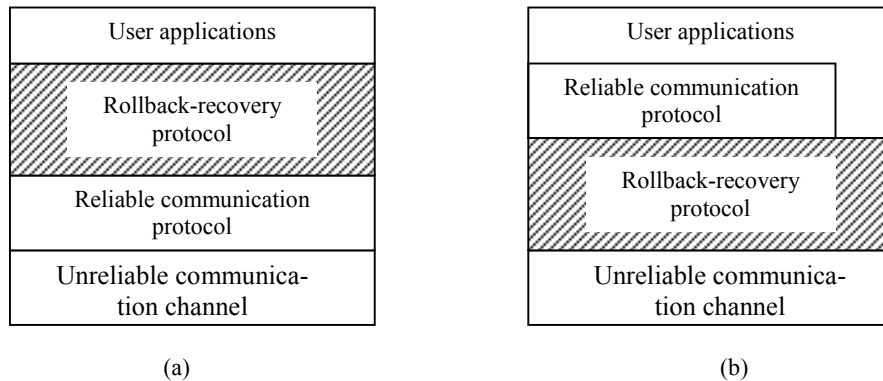 User applications
Rollback-recovery
protocol
Reliable communication
protocol
Unreliable communica-
tion channel
(a)
User applications
Reliable communication
protocol
Rollback-recovery
protocol
Unreliable communica-
tion channel
(b)